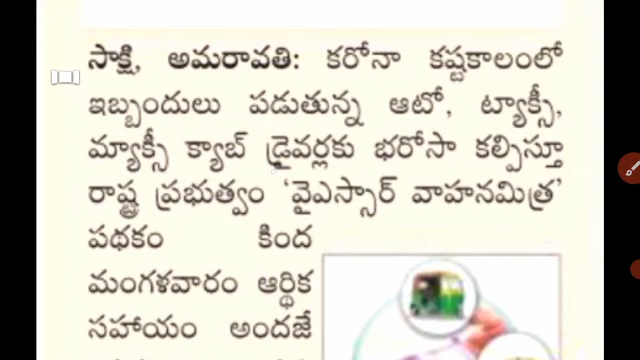 సాక్షి, అమరావతి: కరోనా కష్టకాలంలో
ఇబ్బందులు పడుతున్న ఆటో, ట్యాక్సీ,
మ్యాక్సీ క్యాబ్ డ్రైవర్లకు భరోసా కల్పిస్తూ
రాష్ట్ర ప్రభుత్వం ‘వైఎస్సార్ వాహనమిత్ర’
పథకం కింద
మంగళవారం ఆర్థిక
సహాయం అందజే